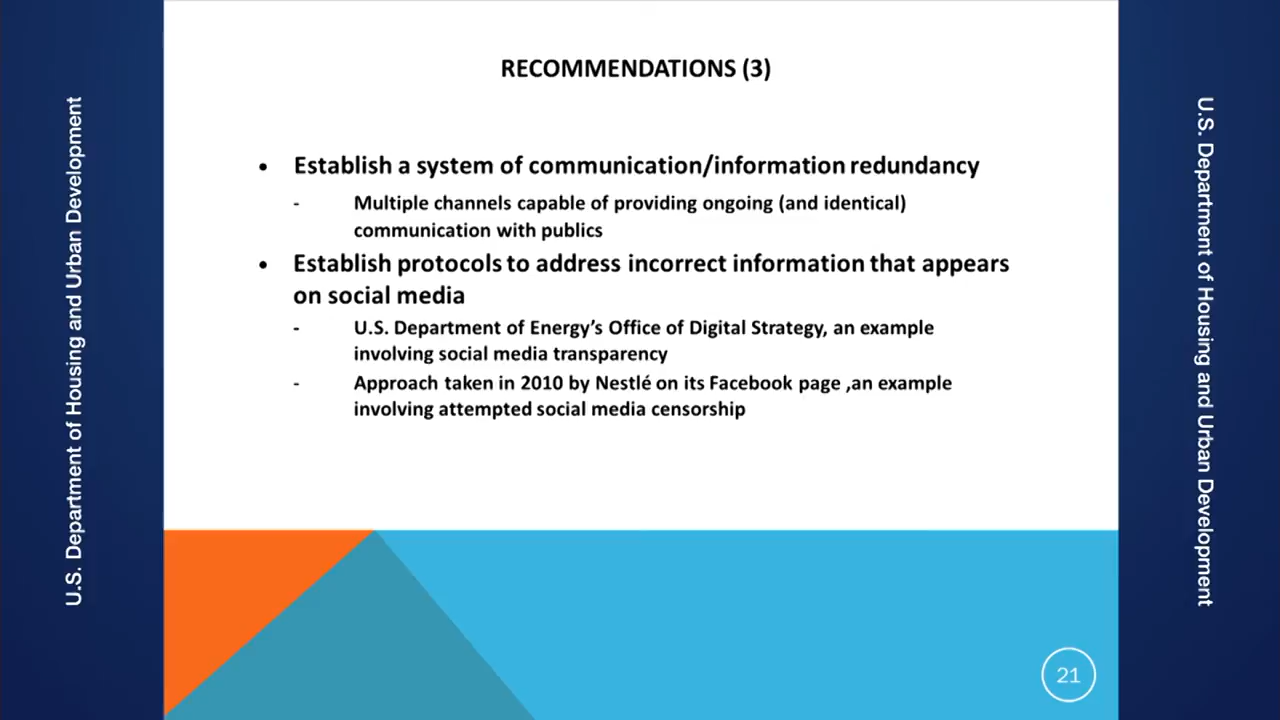 U.S. Department of Housing and Urban Development
RECOMMENDATIONS (3)
• Establish a system of communication/information redundancy
- Multiple channels capable of providing ongoing (and identical)
communication with publics
• Establish protocols to address incorrect information that appears
on social media
- U.S. Department of Energy’s Office of Digital Strategy, an example
involving social media transparency
- Approach taken in 2010 by Nestlé on its Facebook page ,an example
involving attempted social media censorship
21
U.S. Department of Housing and Urban Development